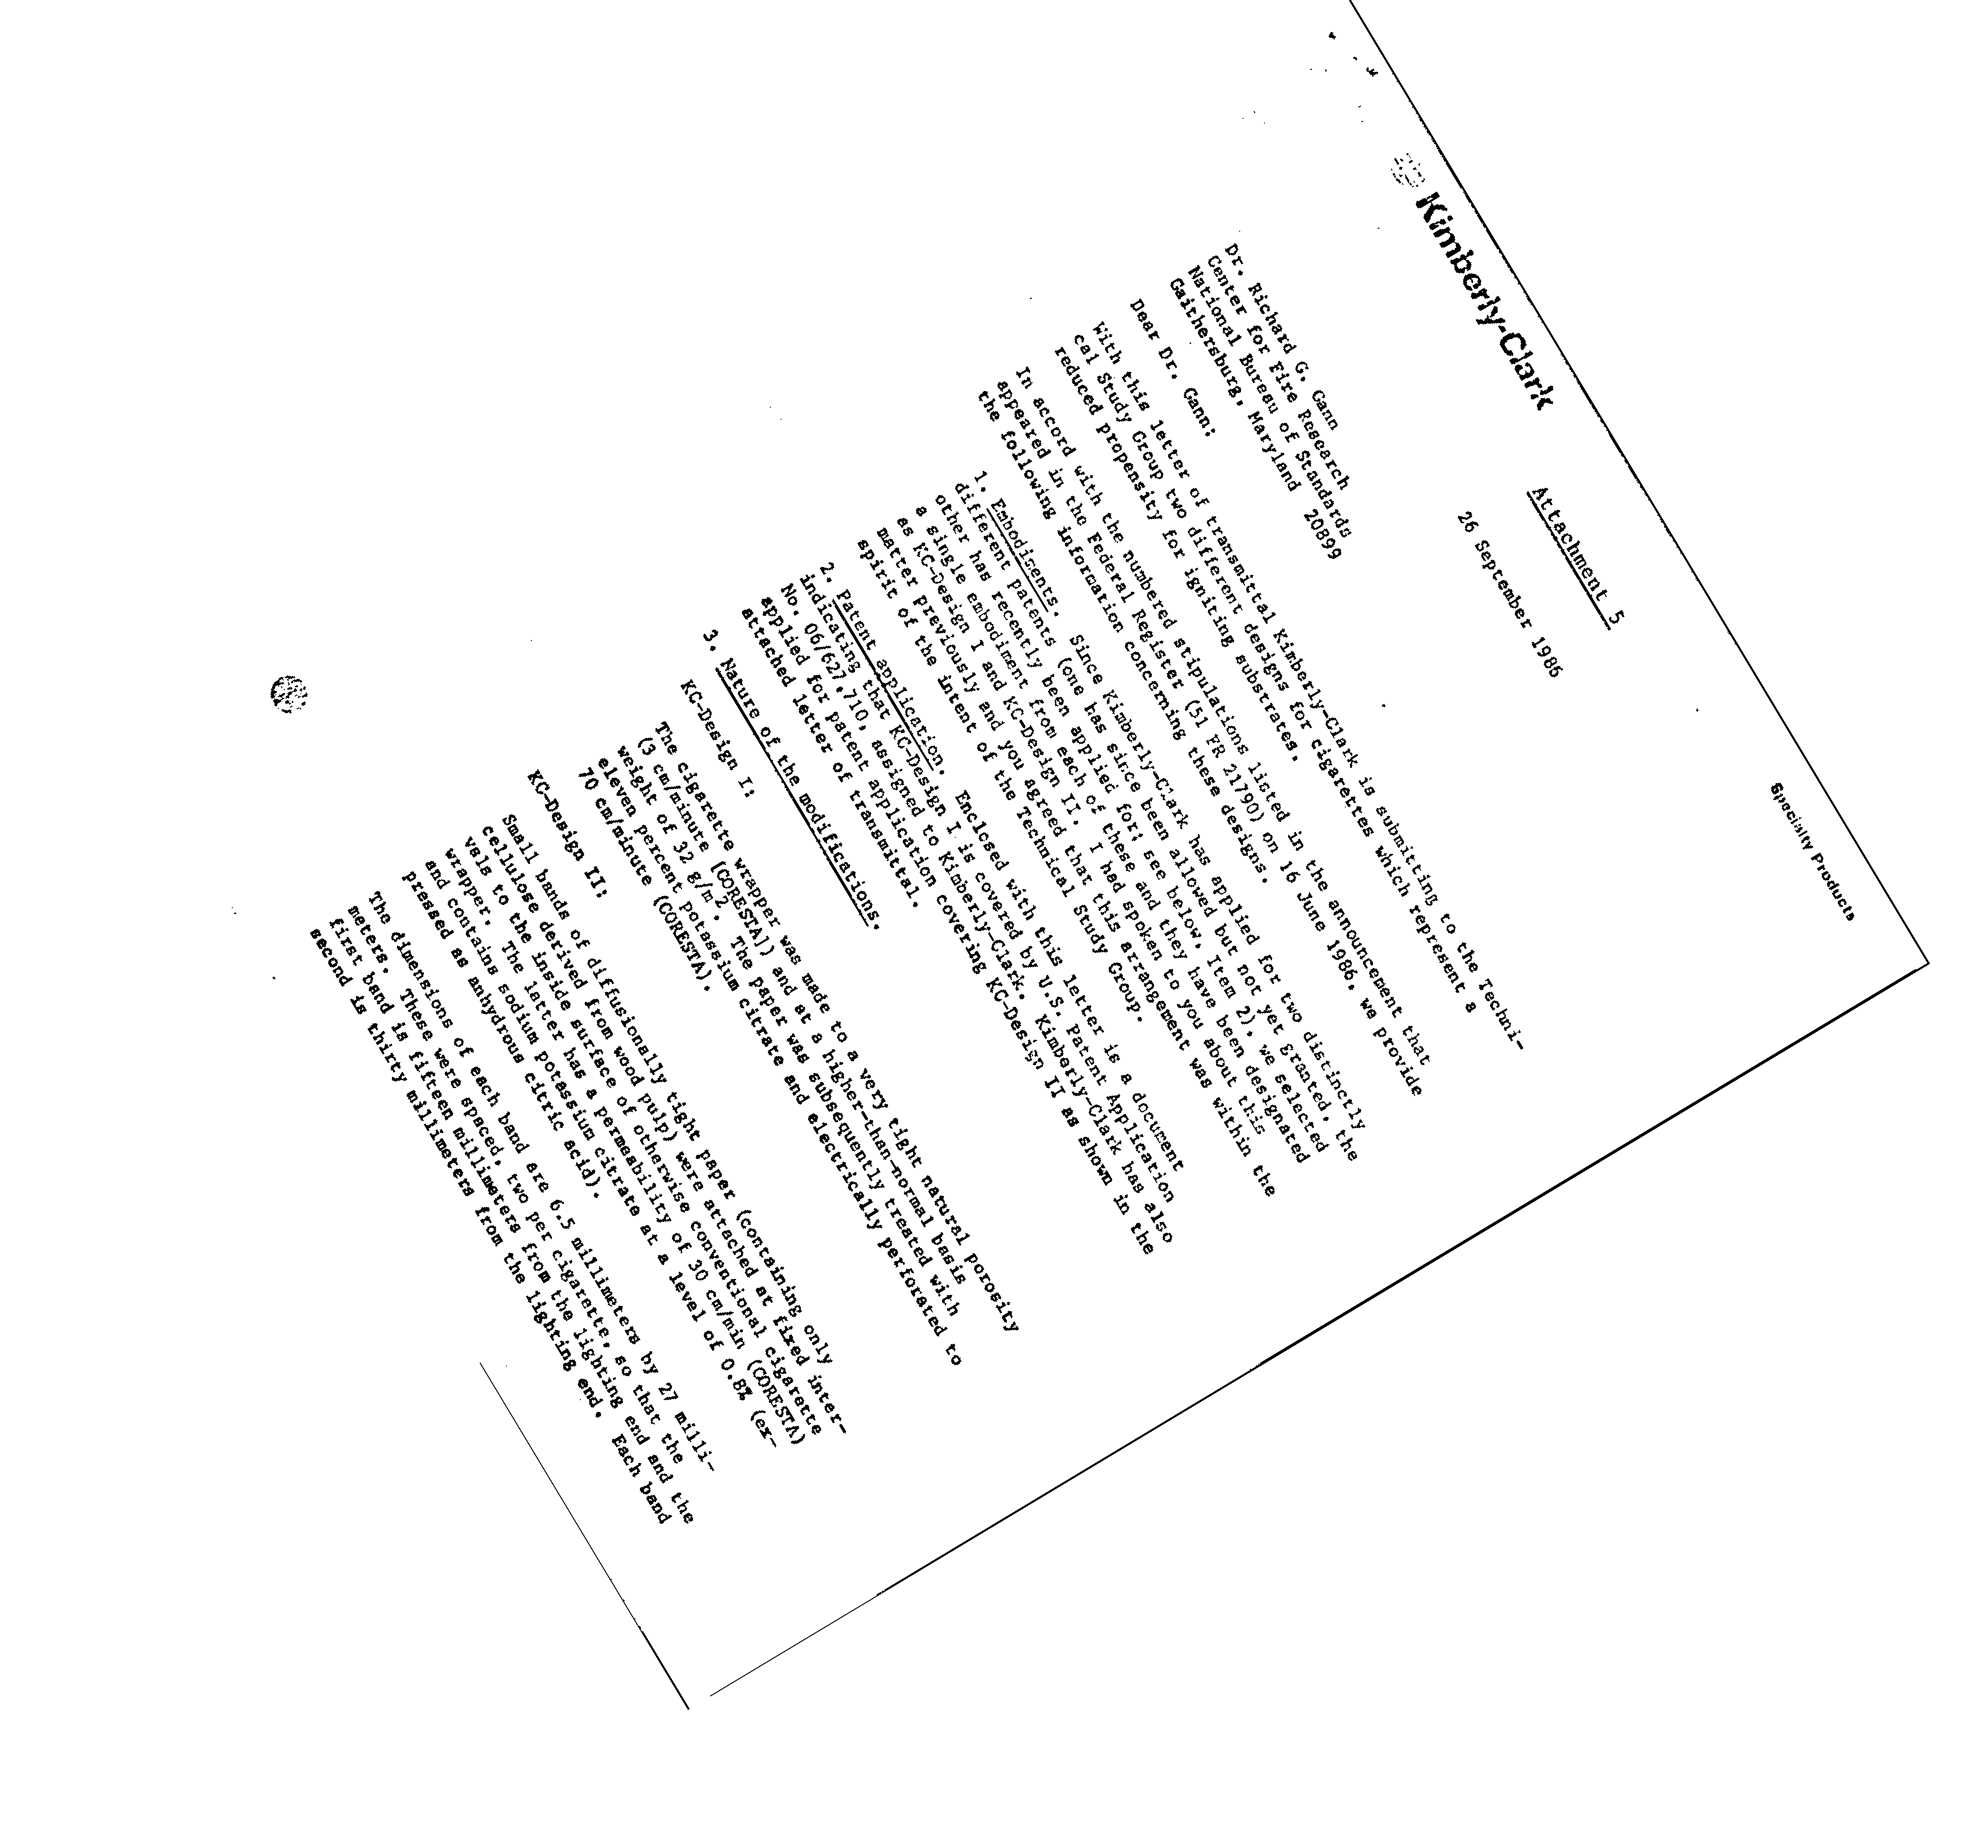 Kimberly-Clark
Specialty Products
Attachment 5
26 September 1986
Dr. Richard G. Gann
Center for Fire Research
National Bureau of Standards
Gaithersburg, Maryland 20899
Dear Dr. Gann:
With this letter of transmittal Kimberly-Clark is submitting to the Techni-
cal Study Group two different designs for cigarettes which represent a
reduced propensity for igniting substrates.
In accord with the numbered stipulations listed in the announcement that
appeared in the Federal Register (51 FR 21790) on 16 June 1986, we provide
the following information concerning these designs.
1. Embodiments. Since Kimberly-Clark has applied for two distinctly
different patents (one has since been allowed but not yet granted, the
other has recently been applied for; see below, Item 2), we selected
a single embodiment from each of these and they have been designated
as KC-Design I and KC-Design II. I had spoken to you about this
matter previously and you agreed that this arrangement was within the
spirit of the intent of the Technical Study Group.
2. Patent application. Enclosed with this letter is a document
indicating that KC-Design I is covered by U.S. Patent Application
No. 06/627,710, assigned to Kimberly-Clark. Kimberly-Clark has also
applied for patent application covering KC-Design II as shown in the
attached letter of transmittal.
3. Nature of the modifications.
KC-Design I:
The cigarette wrapper was made to a very tight natural porosity
(3 cm/minute [CORESTA]) and at a higher-than-normal basis
weight of 32 g/m2. The paper was subsequently treated with
eleven percent potassium citrate and electrically perforated to
70 cm/minute (CORESTA).
KC-Design II:
Small bands of diffusionally tight paper (containing only
cellulose derived from wood pulp) were attached at fixed inter-
vals to the inside surface of otherwise conventional cigarette
wrapper. The latter has a permeability of 30 cm/min (CORESTA)
and contains sodium potassium citrate at a level of 0.8% (ex-
pressed as anhydrous citric acid).
The dimensions of each band are 6.5 millimeters by 27 milli-
meters. These were spaced, two per cigarette, so that the
first band is fifteen millimeters from the lighting end and the
second is thirty millimeters from the lighting end. Each band